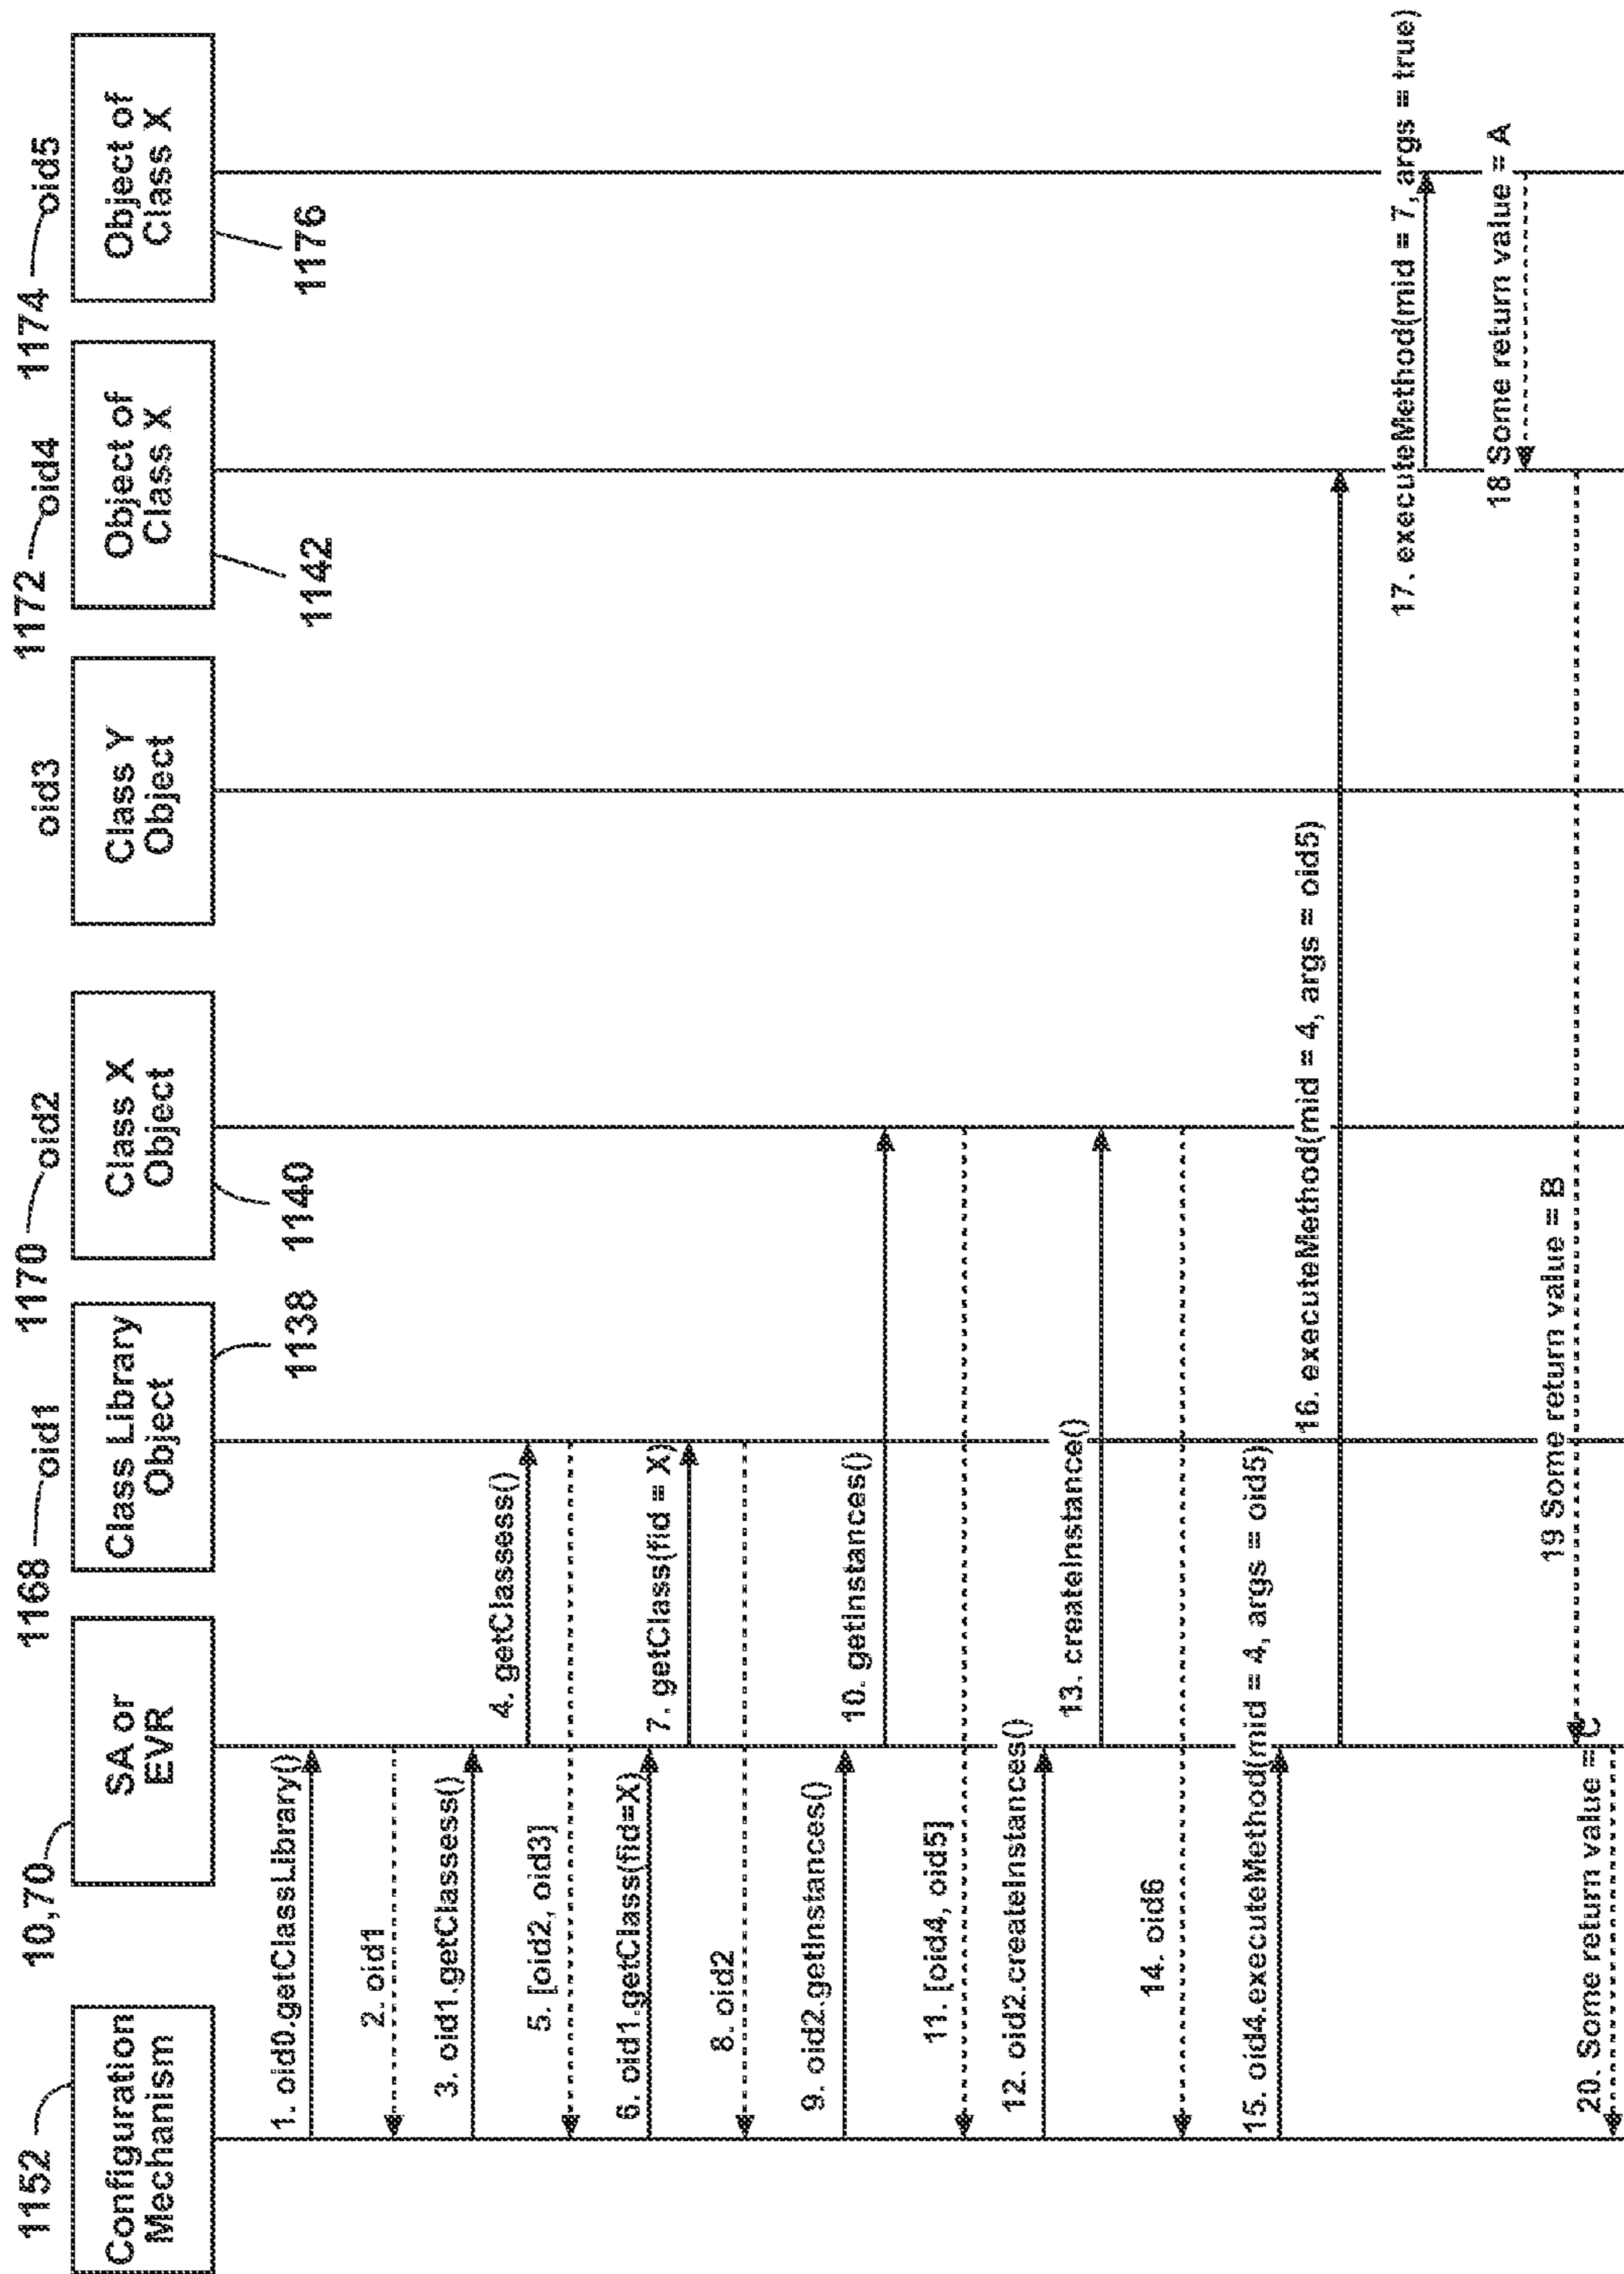 1152
10,70
1168
oid1
1170
oid2
oid3
1172
oid4
1174
oid5
Configuration
Mechanism
SA or
EVR
Class Library
Object
Class X
Object
Class Y
Object
Object of
Class X
Object of
Class X
1138
1140
1142
1176
1. oid0.getClassLibrary()
2. oid1
3. oid1.getClassess()
4. getClassess()
5. [oid2, oid3]
6. oid1.getClass(fid=X)
7. getClass(fid = X)
8. oid2
9. oid2.getInstances()
10. getInstances()
11. [oid4, oid5]
12. oid2.createInstances()
13. createInstance()
14. oid6
15. oid4.executeMethod(mid = 4, args = oid5)
16. executeMethod(mid = 4, args = oid5)
17. executeMethod(mid = 7, args = true)
18 Some return value = A
19 Some return value = B
20. Some return value = C